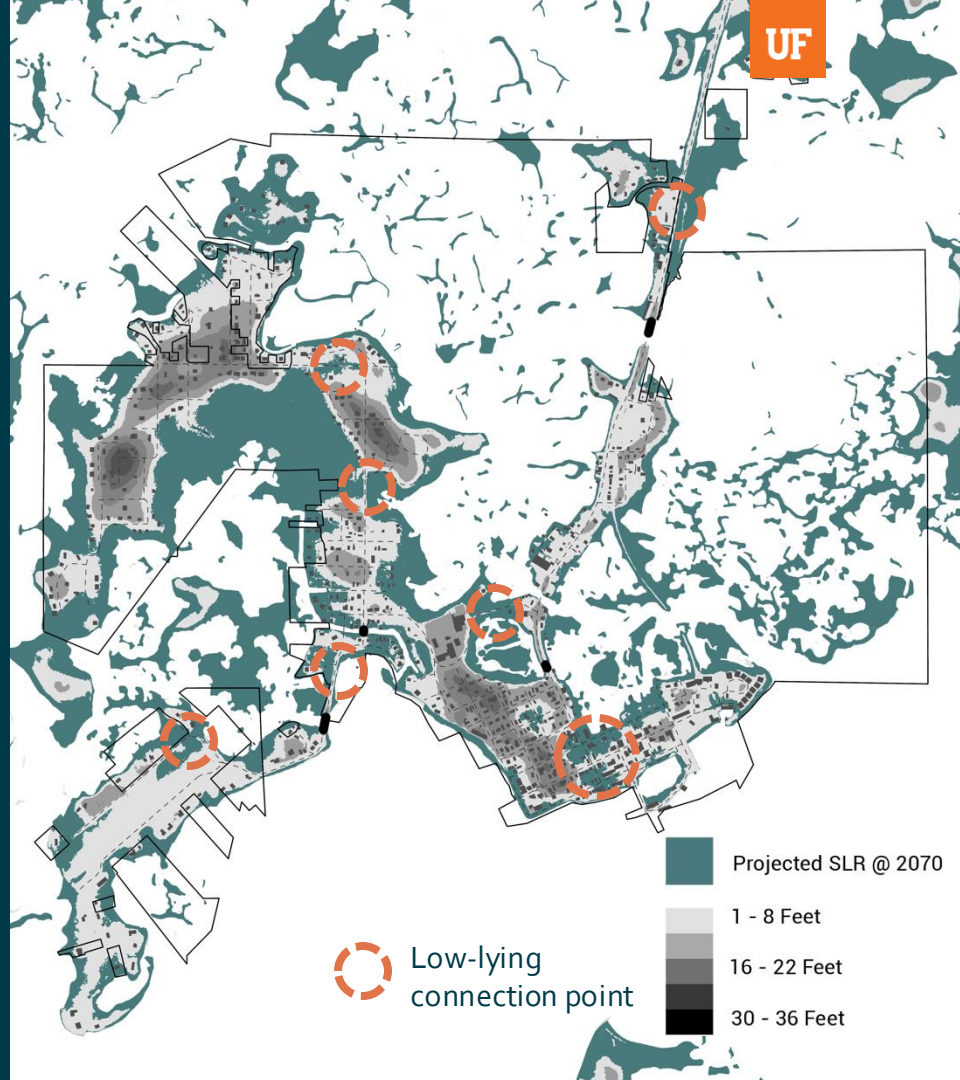 UF
Projected SLR @ 2070
1 - 8 Feet
16 - 22 Feet
30 - 36 Feet
Low-lying
connection point